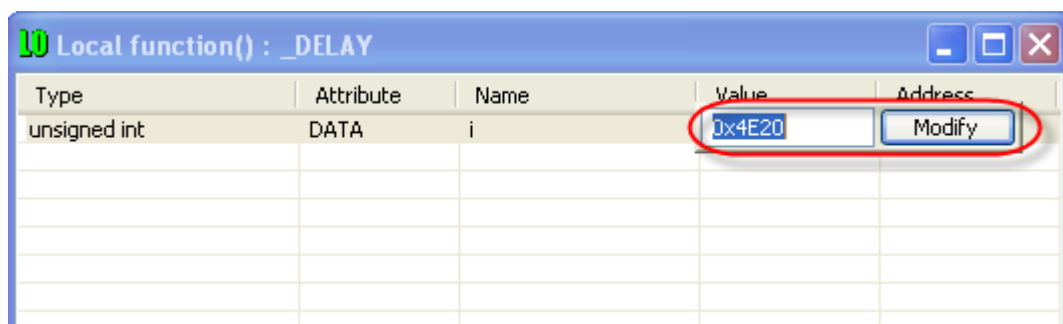 Local function() : _DELAY
Type Attribute Name Value Address
unsigned int DATA i 0x4E20 Modify